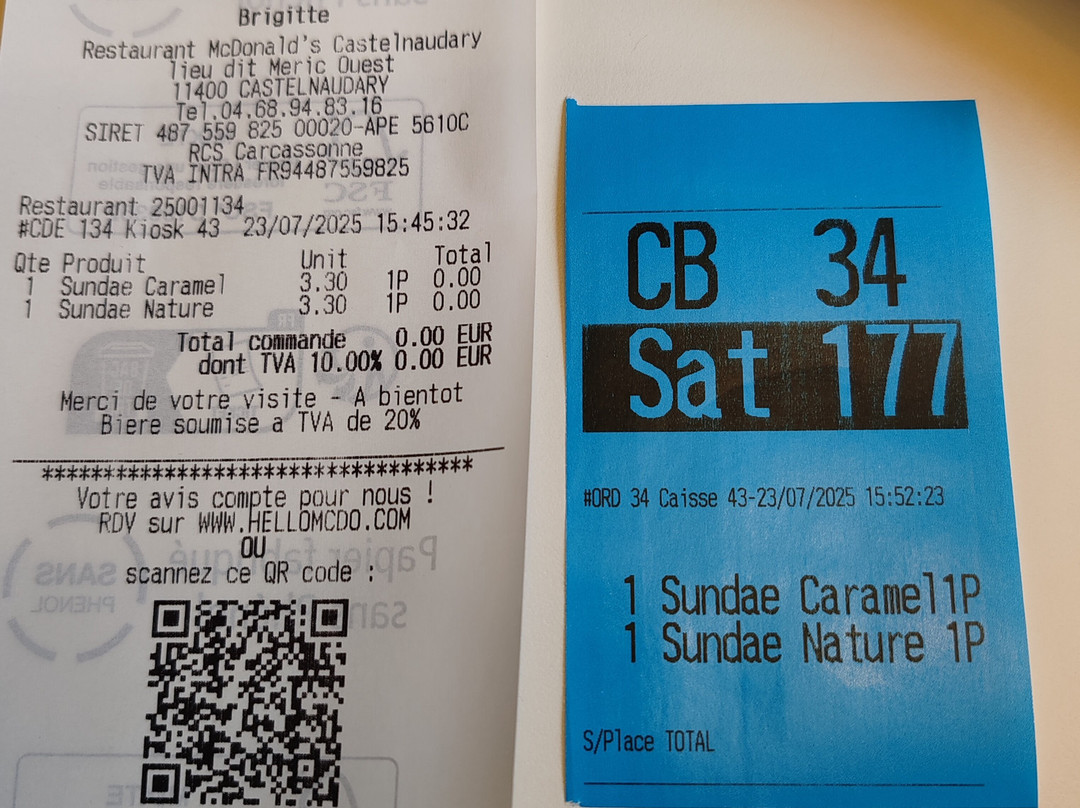 Brigitte
Restaurant McDonald's Castelnaudary
lieu dit Meric Ouest
11400 CASTELNAUDARY
Tel.04.68.94.83.16
SIRET 487 559 825 00020-APE 5610C
RCS Carcassonne
TVA INTRA FR94487559825
Restaurant 25001134
#CDE 134 Kiosk 43 23/07/2025 15:45:32
Qte Produit Unit Total
1 Sundae Caramel 3.30 1P 0.00
1 Sundae Nature 3.30 1P 0.00
Total commande 0.00 EUR
dont TVA 10.00% 0.00 EUR
Merci de votre visite - A bientot
Biere soumise a TVA de 20%
***********************************
Votre avis compte pour nous !
RDV sur WWW.HELLOMCDO.COM
OU
scannez ce QR code :
Papier fabriqué
sans
SANS
PHENOL
FSC
CB 34
Sat 177
#ORD 34 Caisse 43-23/07/2025 15:52:23
1 Sundae Caramel1P
1 Sundae Nature 1P
S/Place TOTAL